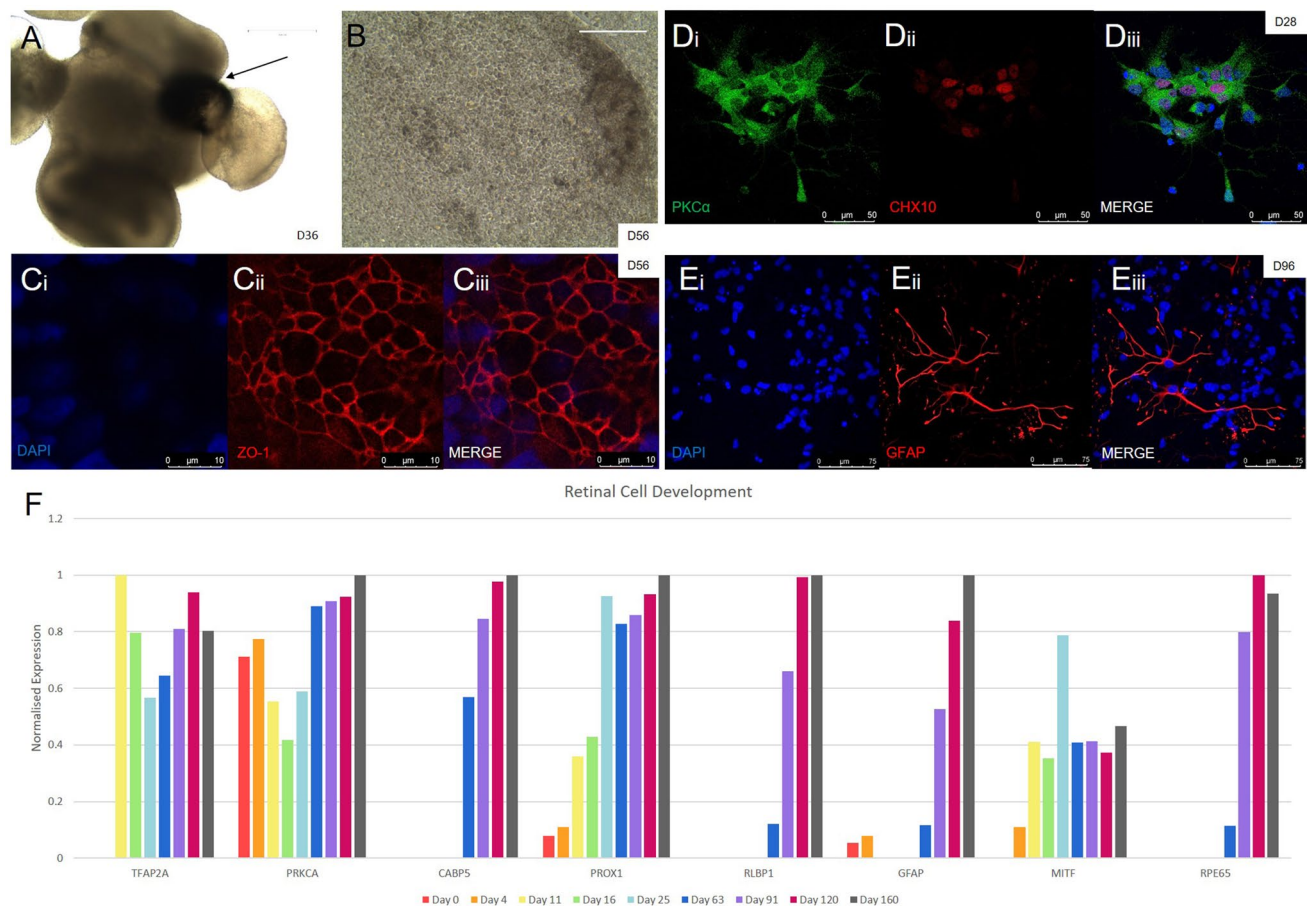 A
D36
B
D56
Di
PKCα
µm 50
Dii
CHX10
µm 50
Diii
D28
MERGE
µm 50
Ci
DAPI
0 µm 10
Cii
ZO-1
0 µm 10
Ciii
D56
MERGE
0 µm 10
Ei
DAPI
0 µm 75
Eii
GFAP
0 µm 75
Eiii
D96
MERGE
0 µm 75
F
Retinal Cell Development
Normalised Expression
1.2
1
0.8
0.6
0.4
0.2
0
TFAP2A PRKCA CABP5 PROX1 RLBP1 GFAP MITF RPE65
Day 0 Day 4 Day 11 Day 16 Day 25 Day 63 Day 91 Day 120 Day 160